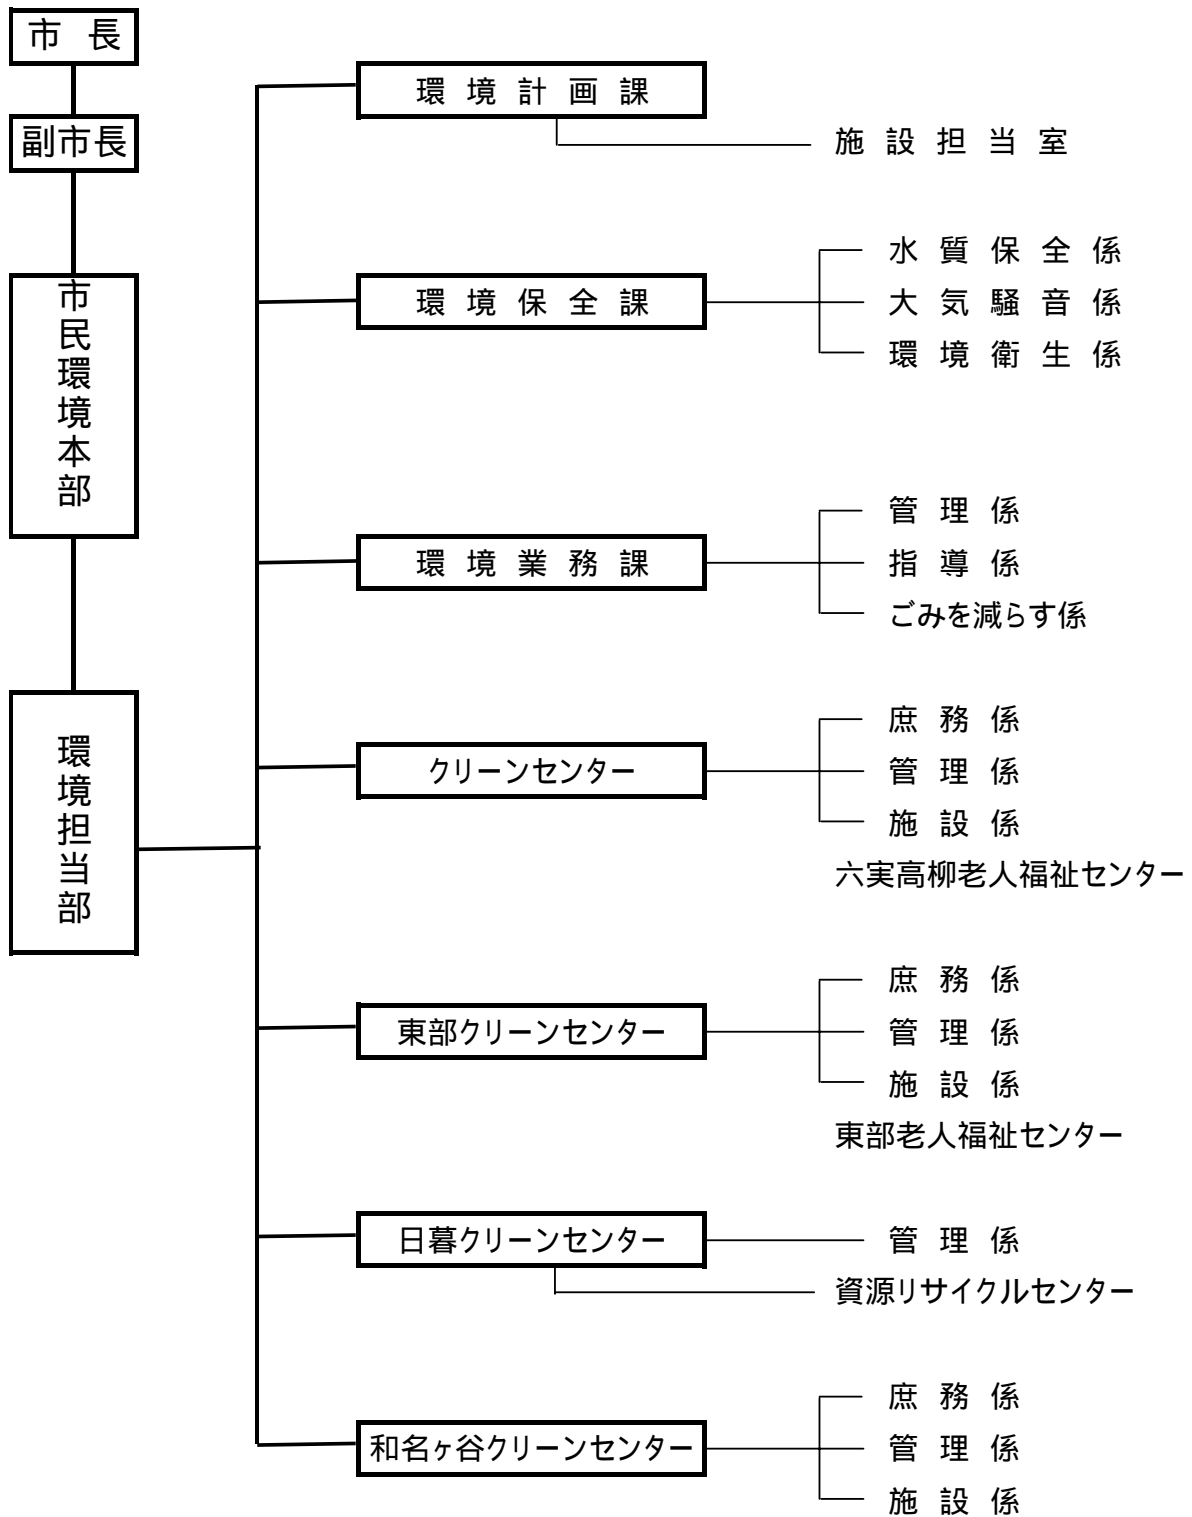 市長
副市長
市民環境本部
環境担当部
環境計画課
施設担当室
環境保全課
水質保全係
大気騒音係
環境衛生係
環境業務課
管理係
指導係
ごみを減らす係
クリーンセンター
庶務係
管理係
施設係
六実高柳老人福祉センター
東部クリーンセンター
庶務係
管理係
施設係
東部老人福祉センター
日暮クリーンセンター
管理係
資源リサイクルセンター
和名ヶ谷クリーンセンター
庶務係
管理係
施設係